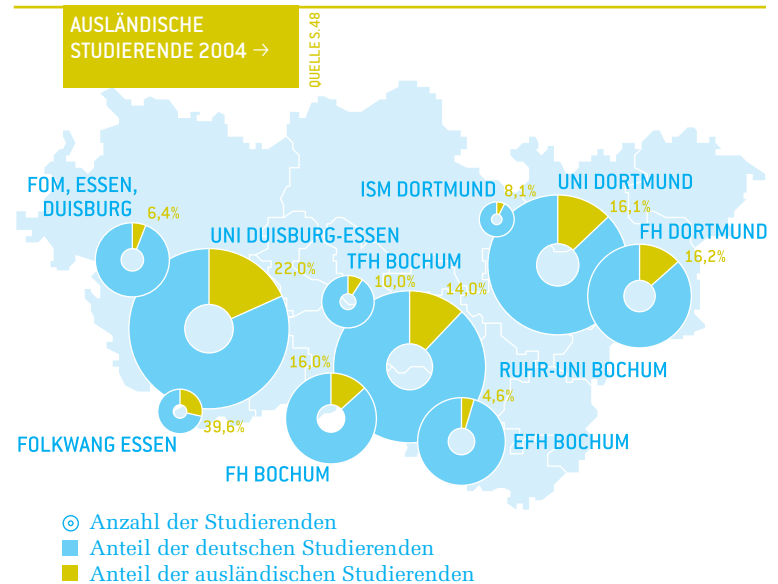 AUSLÄNDISCHE
STUDIERENDE 2004 →
QUELLE S.48
FOM, ESSEN,
DUISBURG
6,4%
UNI DUISBURG-ESSEN
22,0%
ISM DORTMUND
8,1%
UNI DORTMUND
16,1%
FH DORTMUND
16,2%
TFH BOCHUM
10,0%
14,0%
RUHR-UNI BOCHUM
16,0%
FH BOCHUM
4,6%
EFH BOCHUM
39,6%
FOLKWANG ESSEN
Anzahl der Studierenden
Anteil der deutschen Studierenden
Anteil der ausländischen Studierenden